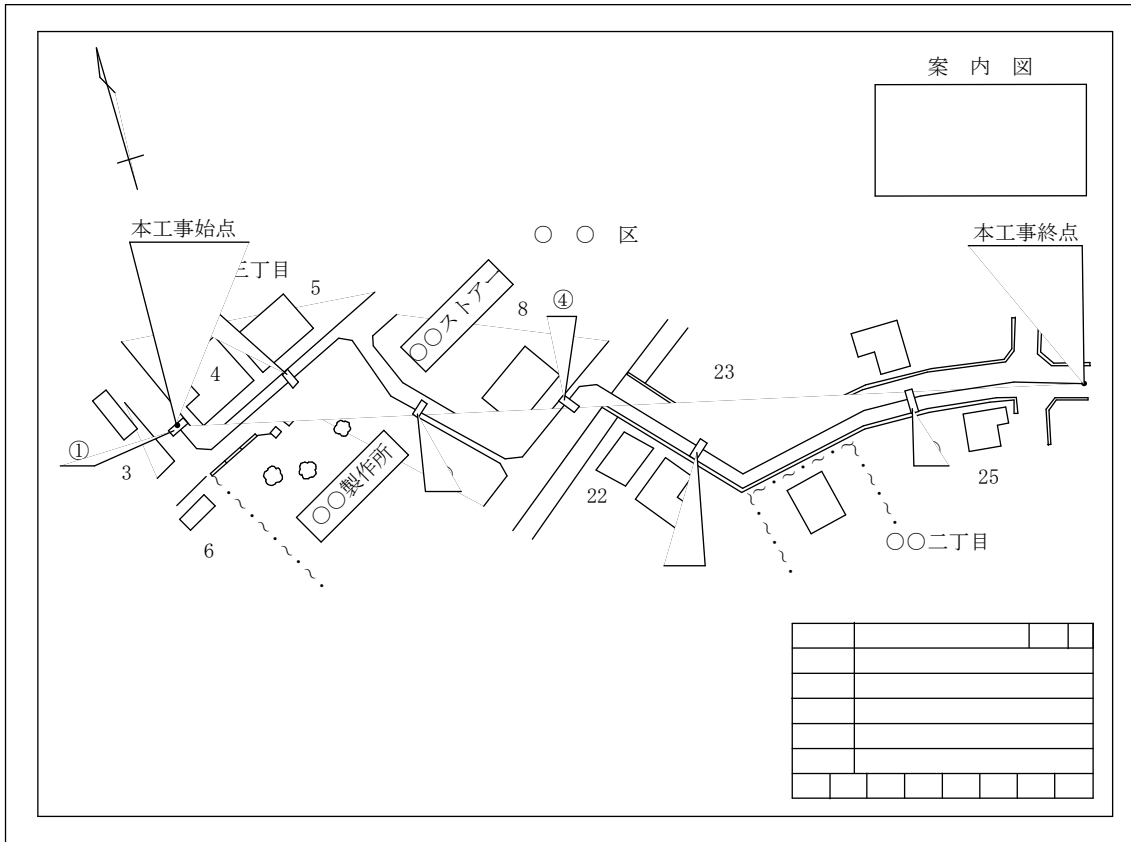 案 内 図
本工事始点
○ ○ 区
本工事終点
三丁目
5
8
④
○○ストアー
4
23
①
3
○○製作所
22
25
6
○○二丁目